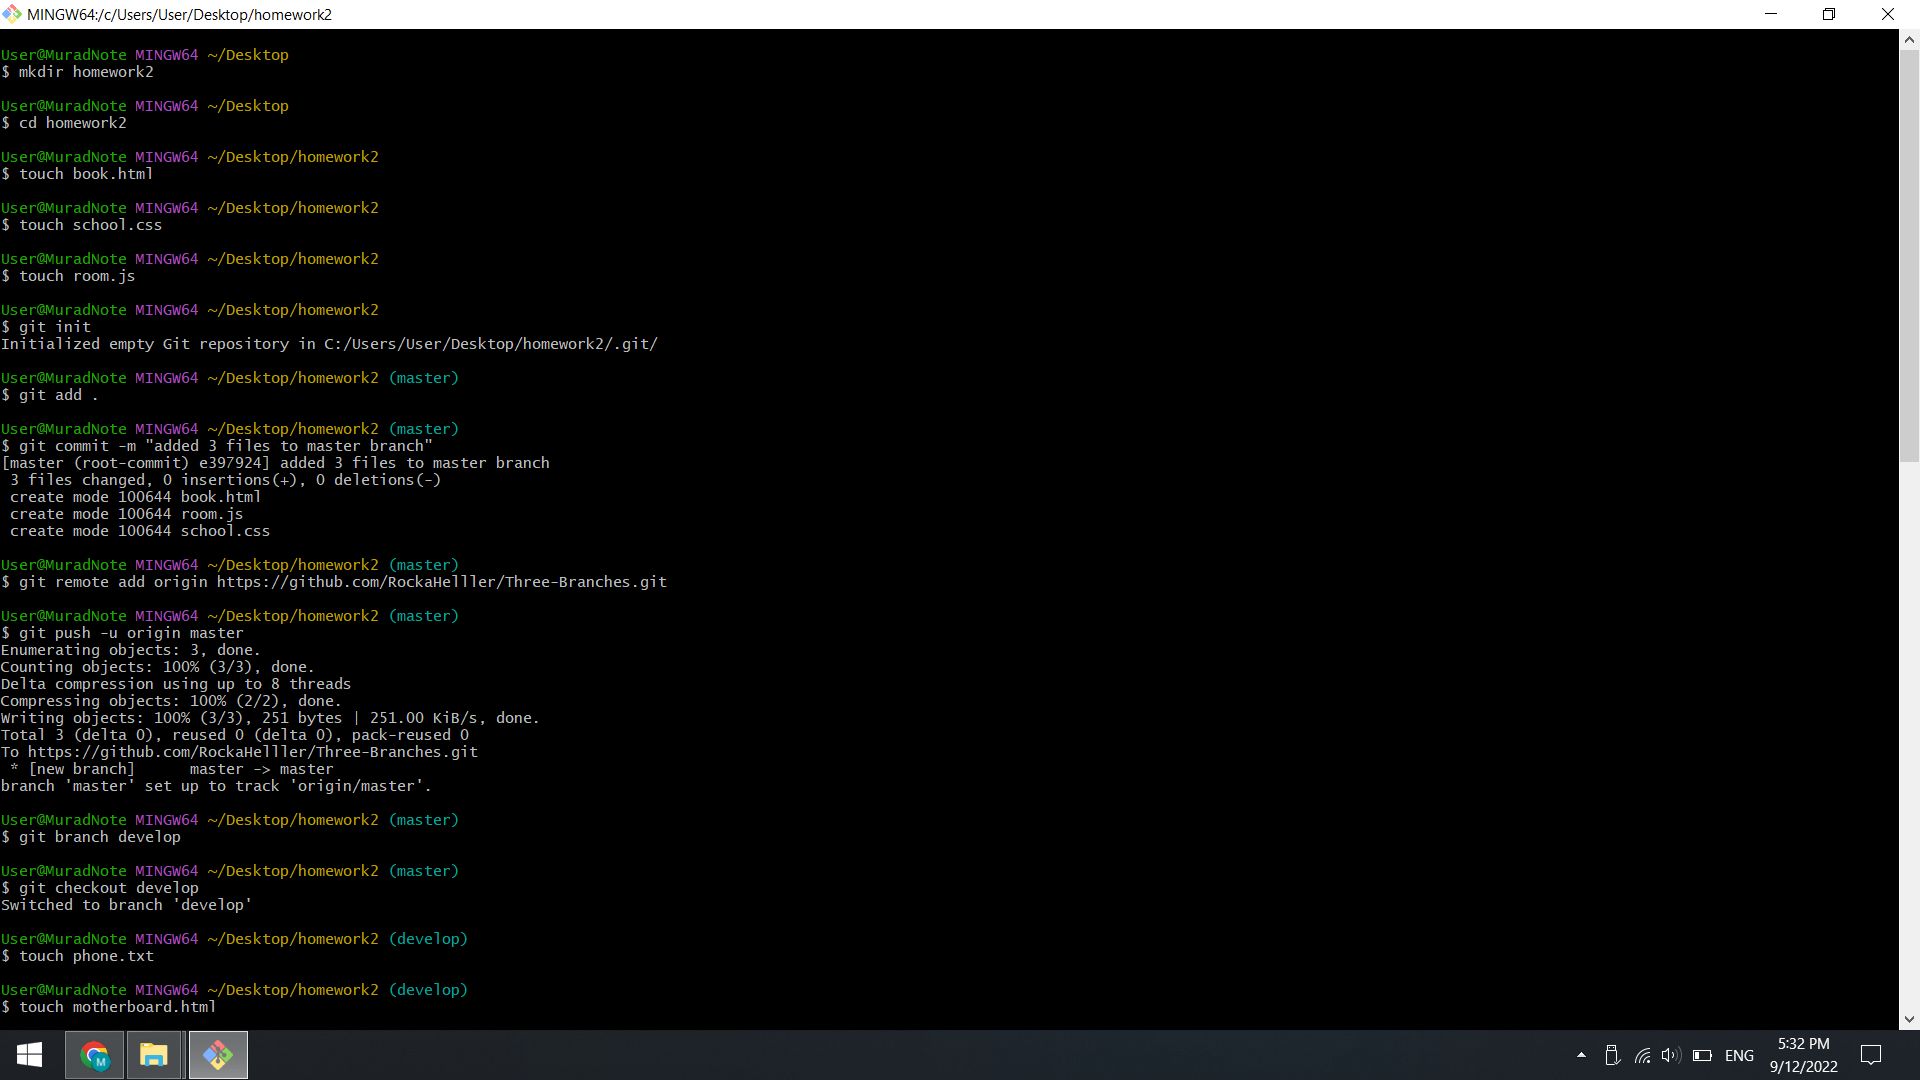 MINGW64:/c/Users/User/Desktop/homework2
User@MuradNote MINGW64 ~/Desktop
$ mkdir homework2
User@MuradNote MINGW64 ~/Desktop
$ cd homework2
User@MuradNote MINGW64 ~/Desktop/homework2
$ touch book.html
User@MuradNote MINGW64 ~/Desktop/homework2
$ touch school.css
User@MuradNote MINGW64 ~/Desktop/homework2
$ touch room.js
User@MuradNote MINGW64 ~/Desktop/homework2
$ git init
Initialized empty Git repository in C:/Users/User/Desktop/homework2/.git/
User@MuradNote MINGW64 ~/Desktop/homework2 (master)
$ git add .
User@MuradNote MINGW64 ~/Desktop/homework2 (master)
$ git commit -m "added 3 files to master branch"
[master (root-commit) e397924] added 3 files to master branch
 3 files changed, 0 insertions(+), 0 deletions(-)
 create mode 100644 book.html
 create mode 100644 room.js
 create mode 100644 school.css
User@MuradNote MINGW64 ~/Desktop/homework2 (master)
$ git remote add origin https://github.com/RockaHelller/Three-Branches.git
User@MuradNote MINGW64 ~/Desktop/homework2 (master)
$ git push -u origin master
Enumerating objects: 3, done.
Counting objects: 100% (3/3), done.
Delta compression using up to 8 threads
Compressing objects: 100% (2/2), done.
Writing objects: 100% (3/3), 251 bytes | 251.00 KiB/s, done.
Total 3 (delta 0), reused 0 (delta 0), pack-reused 0
To https://github.com/RockaHelller/Three-Branches.git
 * [new branch]      master -> master
branch 'master' set up to track 'origin/master'.
User@MuradNote MINGW64 ~/Desktop/homework2 (master)
$ git branch develop
User@MuradNote MINGW64 ~/Desktop/homework2 (master)
$ git checkout develop
Switched to branch 'develop'
User@MuradNote MINGW64 ~/Desktop/homework2 (develop)
$ touch phone.txt
User@MuradNote MINGW64 ~/Desktop/homework2 (develop)
$ touch motherboard.html
M
ENG
5:32 PM
9/12/2022